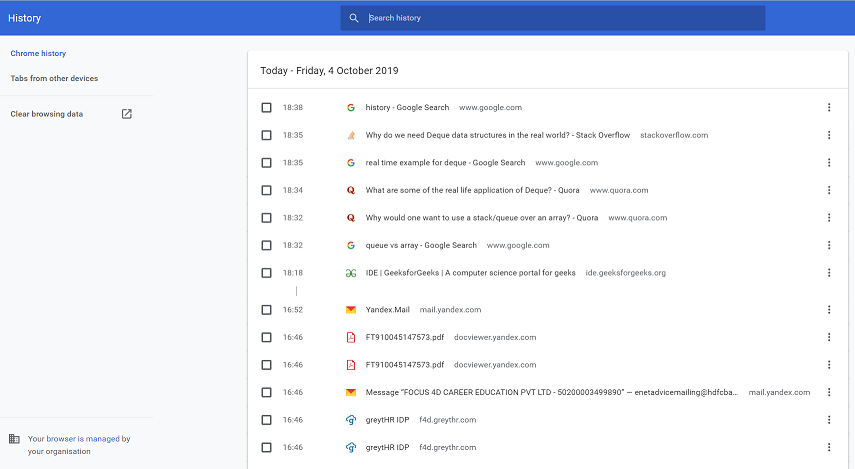 History
Search history
Chrome history
Tabs from other devices
Clear browsing data
Your browser is managed by
your organisation
Today - Friday, 4 October 2019
18:38 history - Google Search www.google.com
18:35 Why do we need Deque data structures in the real world? - Stack Overflow stackoverflow.com
18:35 real time example for deque - Google Search www.google.com
18:34 What are some of the real life application of Deque? - Quora www.quora.com
18:32 Why would one want to use a stack/queue over an array? - Quora www.quora.com
18:32 queue vs array - Google Search www.google.com
18:18 IDE | GeeksforGeeks | A computer science portal for geeks ide.geeksforgeeks.org
16:52 Yandex.Mail mail.yandex.com
16:46 FT910045147573.pdf docviewer.yandex.com
16:46 FT910045147573.pdf docviewer.yandex.com
16:46 Message "FOCUS 4D CAREER EDUCATION PVT LTD - 50200003499890" — enetadvicemailing@hdfcba... mail.yandex.com
16:46 greytHR IDP f4d.greythr.com
16:46 greytHR IDP f4d.greythr.com